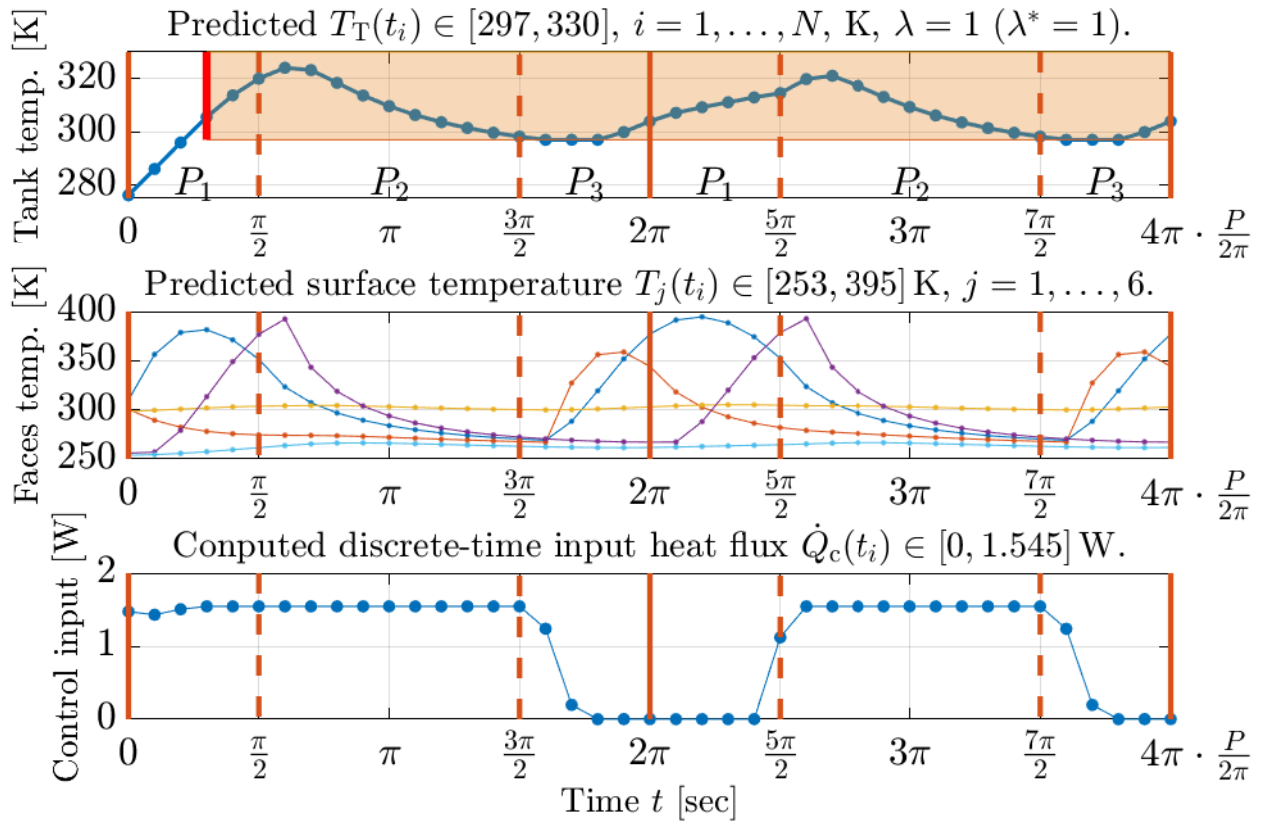 Predicted T_T(t_i) ∈ [297, 330], i = 1, . . . , N, K, λ = 1 (λ* = 1).
Tank temp. [K]
320
300
280
P_1 P_2 P_3 P_1 P_2 P_3
0 π/2 π 3π/2 2π 5π/2 3π 7π/2 4π · P/2π
Predicted surface temperature T_j(t_i) ∈ [253, 395] K, j = 1, . . . , 6.
Faces temp. [K]
400
350
300
250
0 π/2 π 3π/2 2π 5π/2 3π 7π/2 4π · P/2π
Conputed discrete-time input heat flux Q̇_c(t_i) ∈ [0, 1.545] W.
Control input [W]
2
1
0
0 π/2 π 3π/2 2π 5π/2 3π 7π/2 4π · P/2π
Time t [sec]